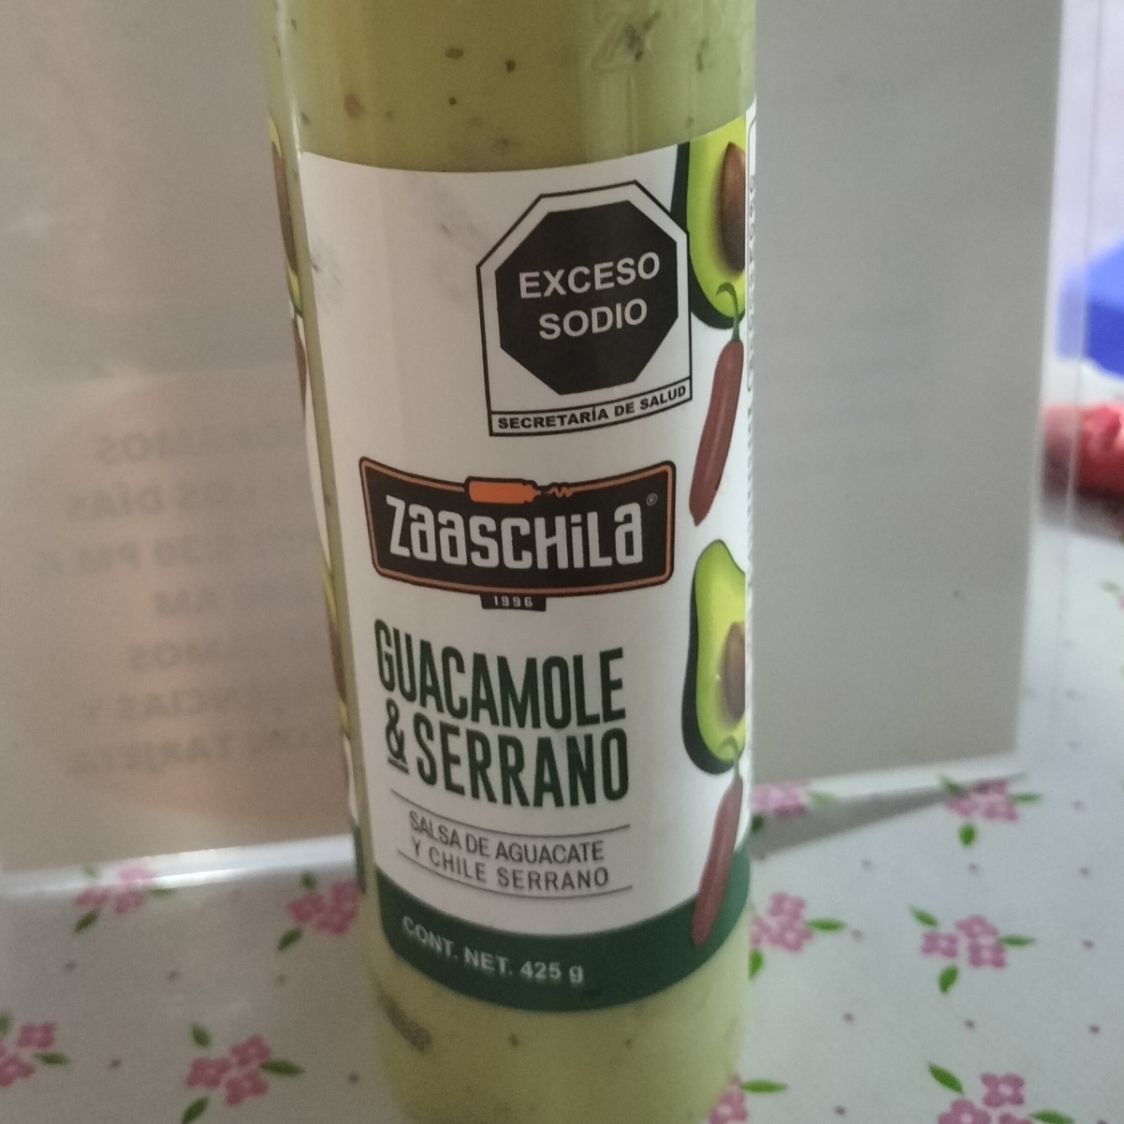 EXCESO
SODIO
SECRETARÍA DE SALUD
ZaaSCHiLa®
1996
GUACAMOLE
& SERRANO
SALSA DE AGUACATE
Y CHILE SERRANO
CONT. NET. 425 g